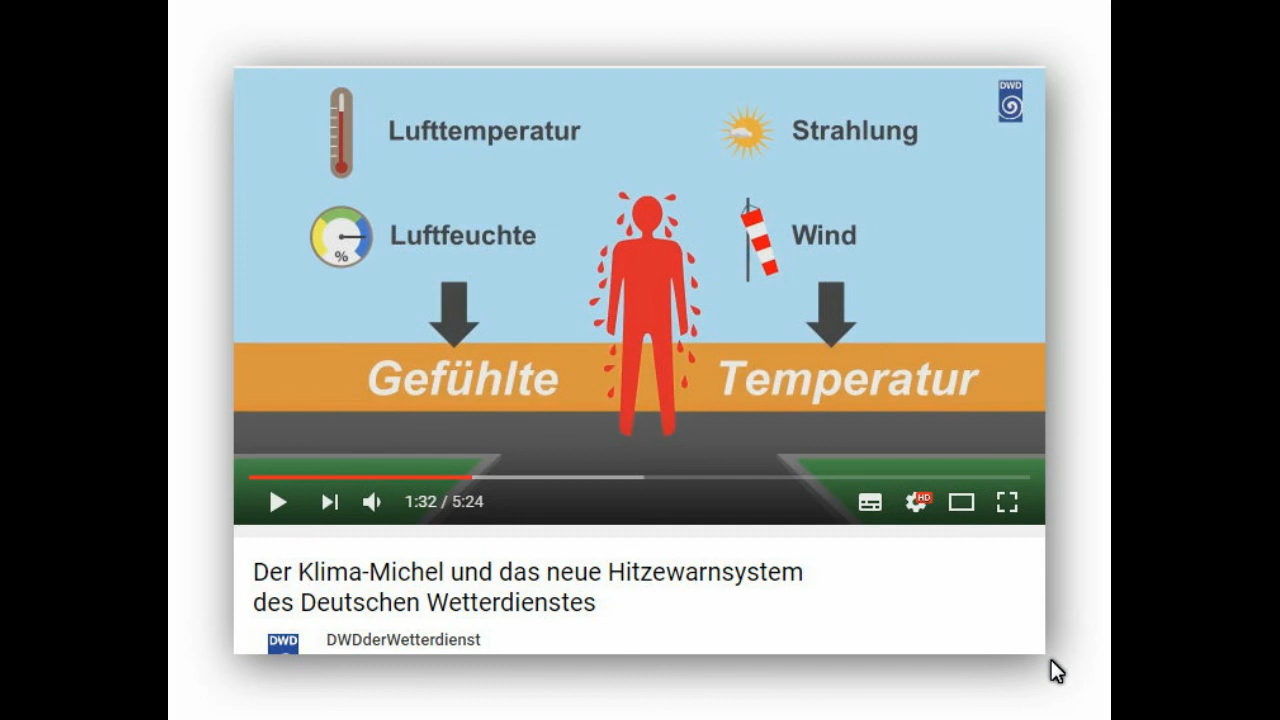 DWD
Lufttemperatur
Strahlung
Luftfeuchte
Wind
%
Gefühlte Temperatur
1:32 / 5:24
HD
Der Klima-Michel und das neue Hitzewarnsystem
des Deutschen Wetterdienstes
DWD
DWDderWetterdienst